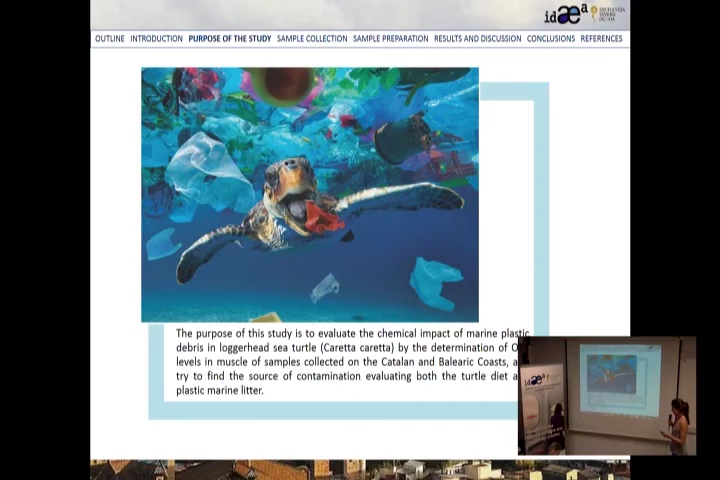 idæa
OUTLINE INTRODUCTION PURPOSE OF THE STUDY SAMPLE COLLECTION SAMPLE PREPARATION RESULTS AND DISCUSSION CONCLUSIONS REFERENCES
The purpose of this study is to evaluate the chemical impact of marine plastic
debris in loggerhead sea turtle (Caretta caretta) by the determination of O
levels in muscle of samples collected on the Catalan and Balearic Coasts, a
try to find the source of contamination evaluating both the turtle diet a
plastic marine litter.
idæa